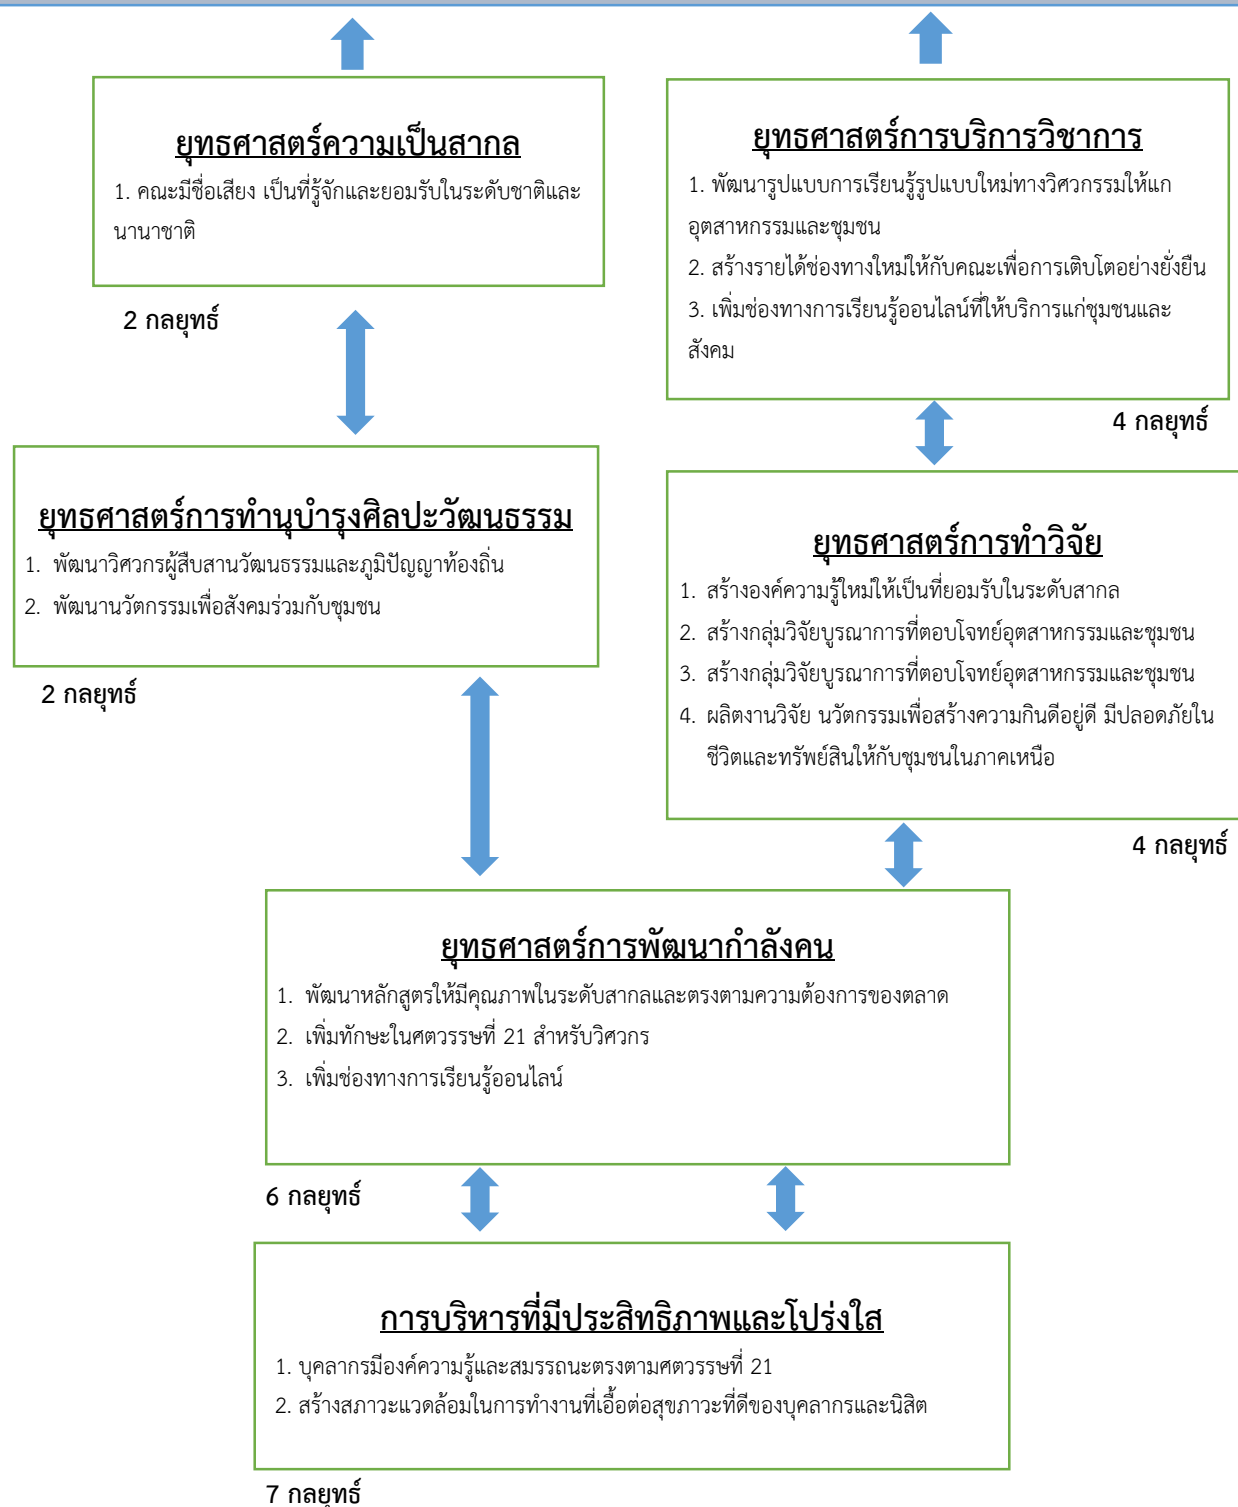 ยุทธศาสตร์ความเป็นสากล
1. คณะมีชื่อเสียง เป็นที่รู้จักและยอมรับในระดับชาติและ
นานาชาติ
2 กลยุทธ์
ยุทธศาสตร์การบริการวิชาการ
1. พัฒนารูปแบบการเรียนรู้รูปแบบใหม่ทางวิศวกรรมให้แก
อุตสาหกรรมและชุมชน
2. สร้างรายได้ช่องทางใหม่ให้กับคณะเพื่อการเติบโตอย่างยั่งยืน
3. เพิ่มช่องทางการเรียนรู้ออนไลน์ที่ให้บริการแก่ชุมชนและ
สังคม
4 กลยุทธ์
ยุทธศาสตร์การทำนุบำรุงศิลปะวัฒนธรรม
1. พัฒนาวิศวกรผู้สืบสานวัฒนธรรมและภูมิปัญญาท้องถิ่น
2. พัฒนานวัตกรรมเพื่อสังคมร่วมกับชุมชน
2 กลยุทธ์
ยุทธศาสตร์การทำวิจัย
1. สร้างองค์ความรู้ใหม่ให้เป็นที่ยอมรับในระดับสากล
2. สร้างกลุ่มวิจัยบูรณาการที่ตอบโจทย์อุตสาหกรรมและชุมชน
3. สร้างกลุ่มวิจัยบูรณาการที่ตอบโจทย์อุตสาหกรรมและชุมชน
4. ผลิตงานวิจัย นวัตกรรมเพื่อสร้างความกินดีอยู่ดี มีปลอดภัยใน
ชีวิตและทรัพย์สินให้กับชุมชนในภาคเหนือ
4 กลยุทธ์
ยุทธศาสตร์การพัฒนากำลังคน
1. พัฒนาหลักสูตรให้มีคุณภาพในระดับสากลและตรงตามความต้องการของตลาด
2. เพิ่มทักษะในศตวรรษที่ 21 สำหรับวิศวกร
3. เพิ่มช่องทางการเรียนรู้ออนไลน์
6 กลยุทธ์
การบริหารที่มีประสิทธิภาพและโปร่งใส
1. บุคลากรมีองค์ความรู้และสมรรถนะตรงตามศตวรรษที่ 21
2. สร้างสภาวะแวดล้อมในการทำงานที่เอื้อต่อสุขภาวะที่ดีของบุคลากรและนิสิต
7 กลยุทธ์